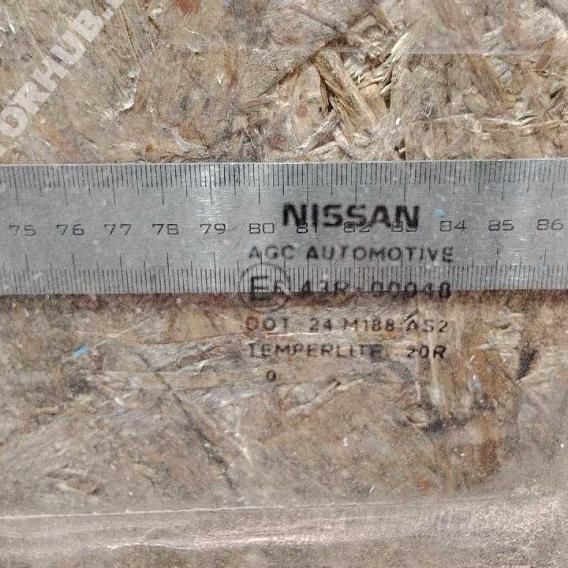 75 76 77 78 79 80 81 82 83 84 85 86
NISSAN
AGC AUTOMOTIVE
43R-00048
DOT 24 M188 AS2
TEMPERLITE 20R
0